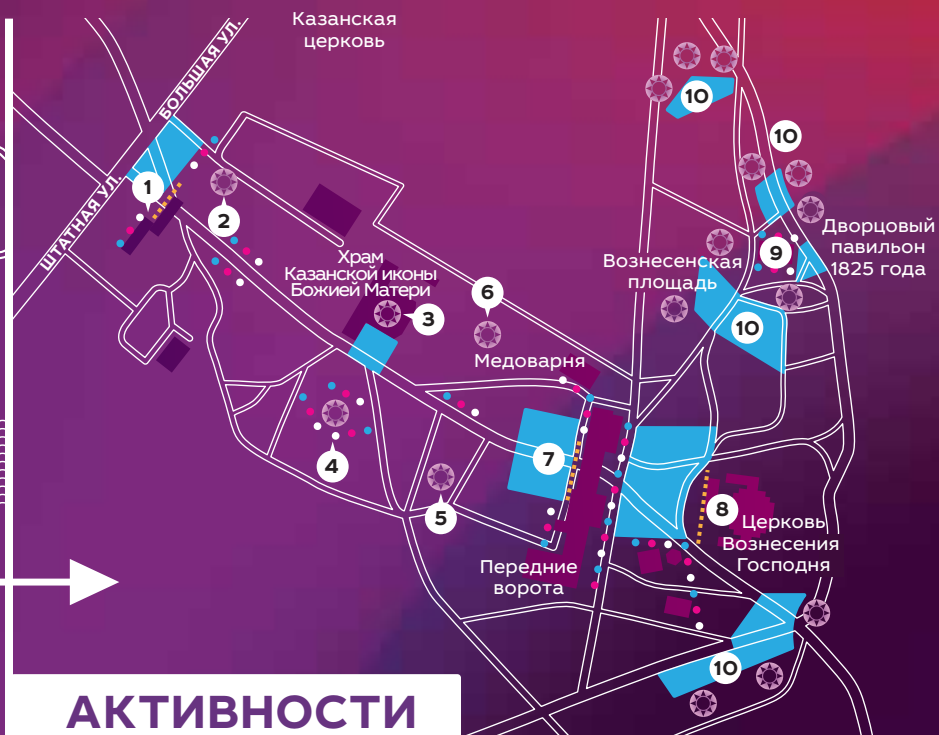 Казанская
церковь
БОЛЬШАЯ УЛ.
10
10
1
ШТАТНАЯ УЛ.
2
Дворцовый
павильон
1825 года
9
Храм
Казанской иконы
Божией Матери
Вознесенская
площадь
6
3
10
Медоварня
4
7
5
8
Церковь
Вознесения
Господня
Передние
ворота
10
АКТИВНОСТИ